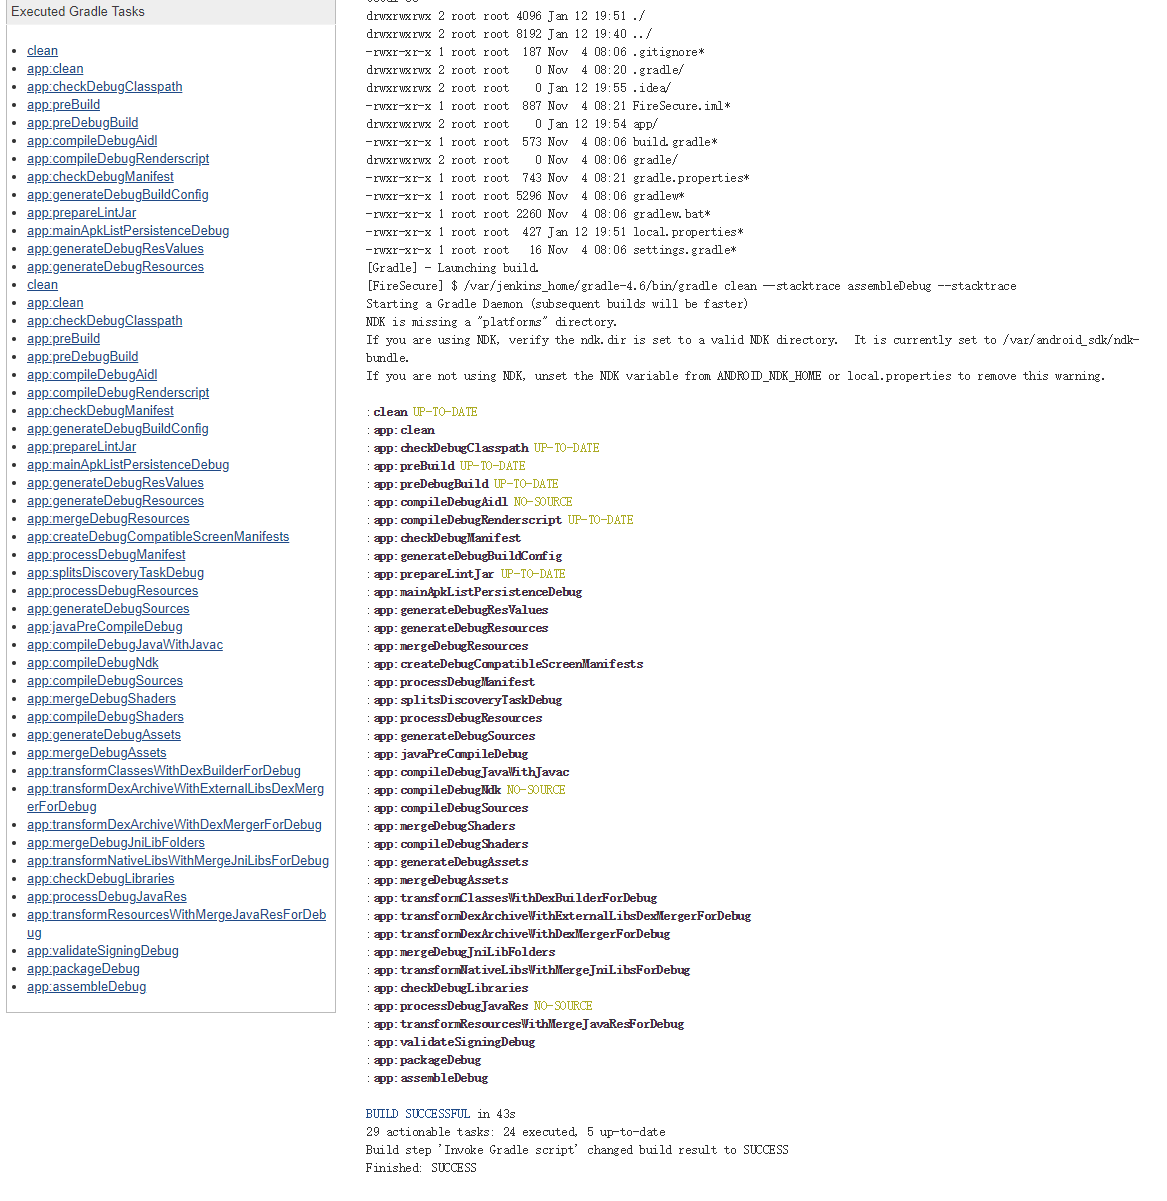 Executed Gradle Tasks
clean
app:clean
app:checkDebugClasspath
app:preBuild
app:preDebugBuild
app:compileDebugAidl
app:compileDebugRenderscript
app:checkDebugManifest
app:generateDebugBuildConfig
app:prepareLintJar
app:mainApkListPersistenceDebug
app:generateDebugResValues
app:generateDebugResources
clean
app:clean
app:checkDebugClasspath
app:preBuild
app:preDebugBuild
app:compileDebugAidl
app:compileDebugRenderscript
app:checkDebugManifest
app:generateDebugBuildConfig
app:prepareLintJar
app:mainApkListPersistenceDebug
app:generateDebugResValues
app:generateDebugResources
app:mergeDebugResources
app:createDebugCompatibleScreenManifests
app:processDebugManifest
app:splitsDiscoveryTaskDebug
app:processDebugResources
app:generateDebugSources
app:javaPreCompileDebug
app:compileDebugJavaWithJavac
app:compileDebugNdk
app:compileDebugSources
app:mergeDebugShaders
app:compileDebugShaders
app:generateDebugAssets
app:mergeDebugAssets
app:transformClassesWithDexBuilderForDebug
app:transformDexArchiveWithExternalLibsDexMerg
erForDebug
app:transformDexArchiveWithDexMergerForDebug
app:mergeDebugJniLibFolders
app:transformNativeLibsWithMergeJniLibsForDebug
app:checkDebugLibraries
app:processDebugJavaRes
app:transformResourcesWithMergeJavaResForDeb
ug
app:validateSigningDebug
app:packageDebug
app:assembleDebug
drwxrwxrwx 2 root root 4096 Jan 12 19:51 ./
drwxrwxrwx 2 root root 8192 Jan 12 19:40 ../
-rwxr-xr-x 1 root root  187 Nov  4 08:06 .gitignore*
drwxrwxrwx 2 root root    0 Nov  4 08:20 .gradle/
drwxrwxrwx 2 root root    0 Jan 12 19:55 .idea/
-rwxr-xr-x 1 root root  887 Nov  4 08:21 FireSecure.iml*
drwxrwxrwx 2 root root    0 Jan 12 19:54 app/
-rwxr-xr-x 1 root root  573 Nov  4 08:06 build.gradle*
drwxrwxrwx 2 root root    0 Nov  4 08:06 gradle/
-rwxr-xr-x 1 root root  743 Nov  4 08:21 gradle.properties*
-rwxr-xr-x 1 root root 5296 Nov  4 08:06 gradlew*
-rwxr-xr-x 1 root root 2260 Nov  4 08:06 gradlew.bat*
-rwxr-xr-x 1 root root  427 Jan 12 19:51 local.properties*
-rwxr-xr-x 1 root root   16 Nov  4 08:06 settings.gradle*
[Gradle] - Launching build.
[FireSecure] $ /var/jenkins_home/gradle-4.6/bin/gradle clean —stacktrace assembleDebug --stacktrace
Starting a Gradle Daemon (subsequent builds will be faster)
NDK is missing a "platforms" directory.
If you are using NDK, verify the ndk.dir is set to a valid NDK directory.  It is currently set to /var/android_sdk/ndk-
bundle.
If you are not using NDK, unset the NDK variable from ANDROID_NDK_HOME or local.properties to remove this warning.
:clean UP-TO-DATE
:app:clean
:app:checkDebugClasspath UP-TO-DATE
:app:preBuild UP-TO-DATE
:app:preDebugBuild UP-TO-DATE
:app:compileDebugAidl NO-SOURCE
:app:compileDebugRenderscript UP-TO-DATE
:app:checkDebugManifest
:app:generateDebugBuildConfig
:app:prepareLintJar UP-TO-DATE
:app:mainApkListPersistenceDebug
:app:generateDebugResValues
:app:generateDebugResources
:app:mergeDebugResources
:app:createDebugCompatibleScreenManifests
:app:processDebugManifest
:app:splitsDiscoveryTaskDebug
:app:processDebugResources
:app:generateDebugSources
:app:javaPreCompileDebug
:app:compileDebugJavaWithJavac
:app:compileDebugNdk NO-SOURCE
:app:compileDebugSources
:app:mergeDebugShaders
:app:compileDebugShaders
:app:generateDebugAssets
:app:mergeDebugAssets
:app:transformClassesWithDexBuilderForDebug
:app:transformDexArchiveWithExternalLibsDexMergerForDebug
:app:transformDexArchiveWithDexMergerForDebug
:app:mergeDebugJniLibFolders
:app:transformNativeLibsWithMergeJniLibsForDebug
:app:checkDebugLibraries
:app:processDebugJavaRes NO-SOURCE
:app:transformResourcesWithMergeJavaResForDebug
:app:validateSigningDebug
:app:packageDebug
:app:assembleDebug
BUILD SUCCESSFUL in 43s
29 actionable tasks: 24 executed, 5 up-to-date
Build step 'Invoke Gradle script' changed build result to SUCCESS
Finished: SUCCESS